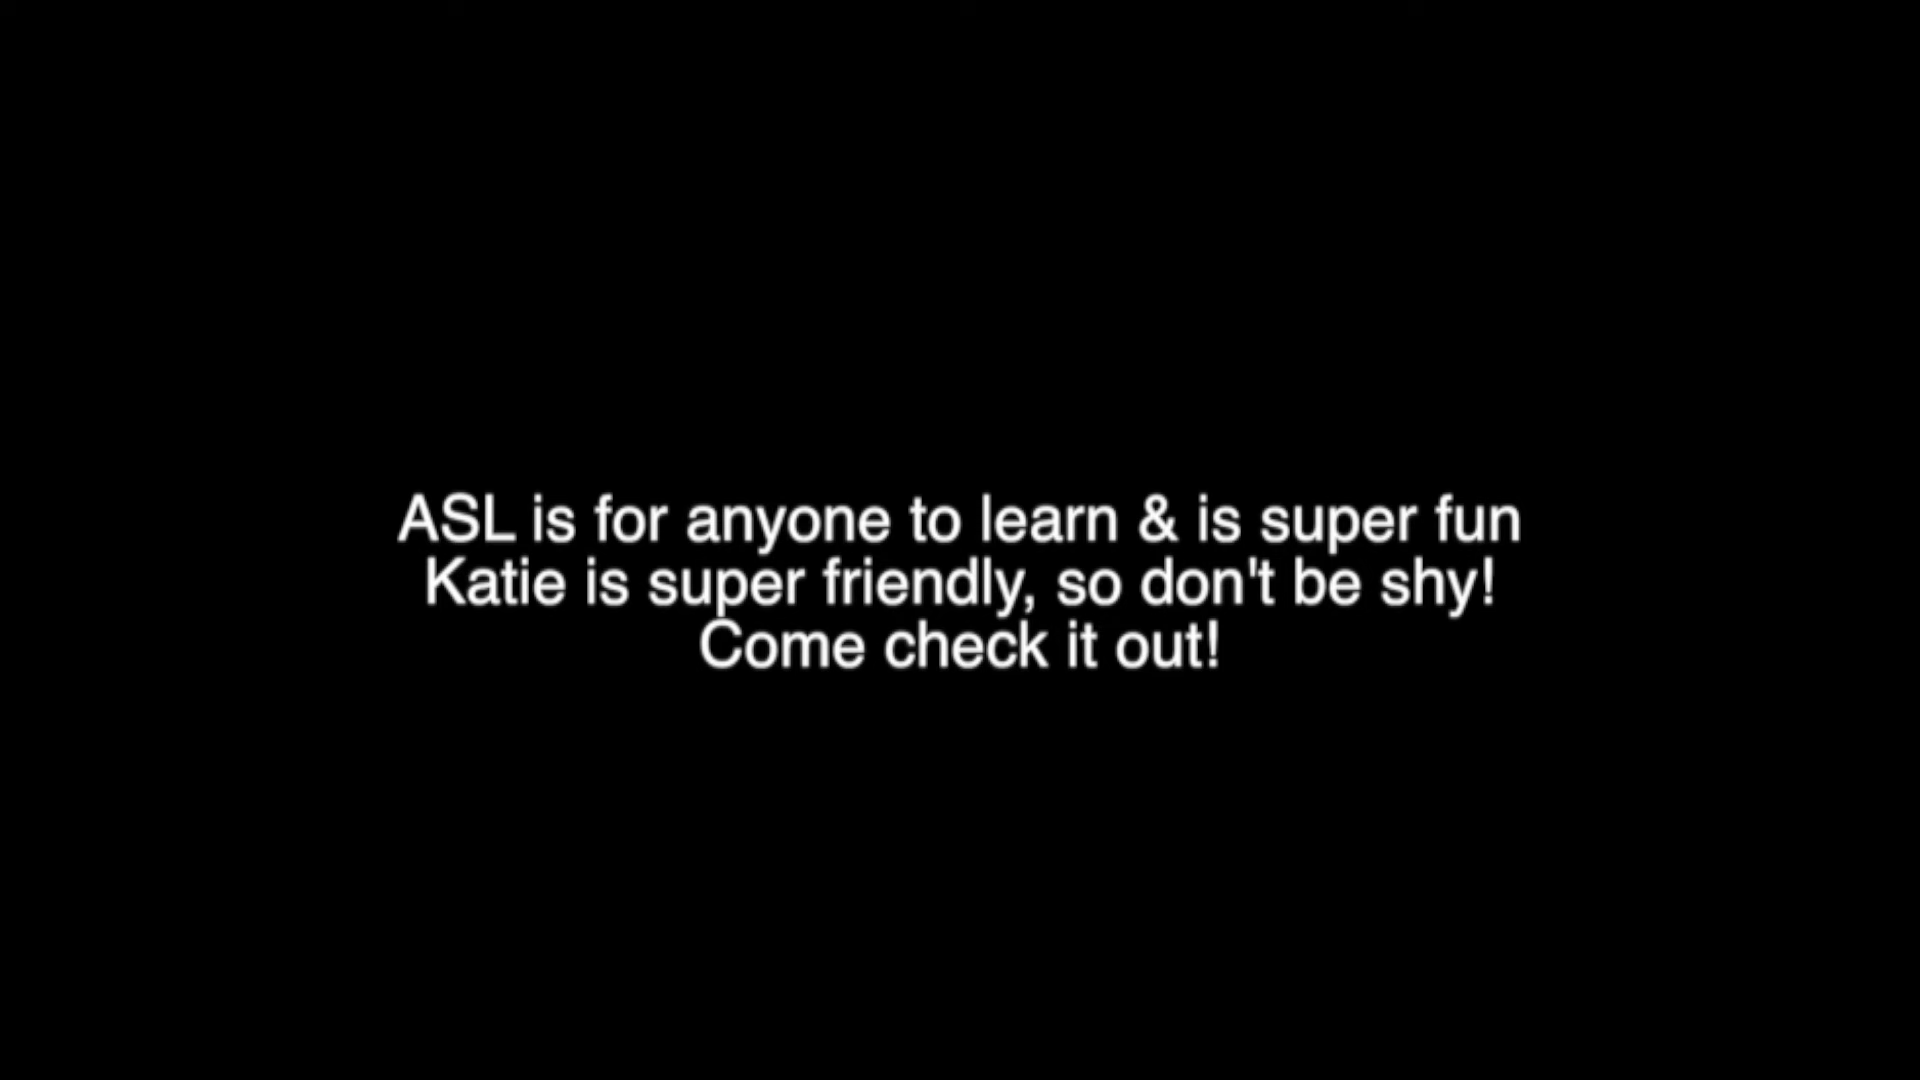 ASL is for anyone to learn & is super fun
Katie is super friendly, so don't be shy!
Come check it out!